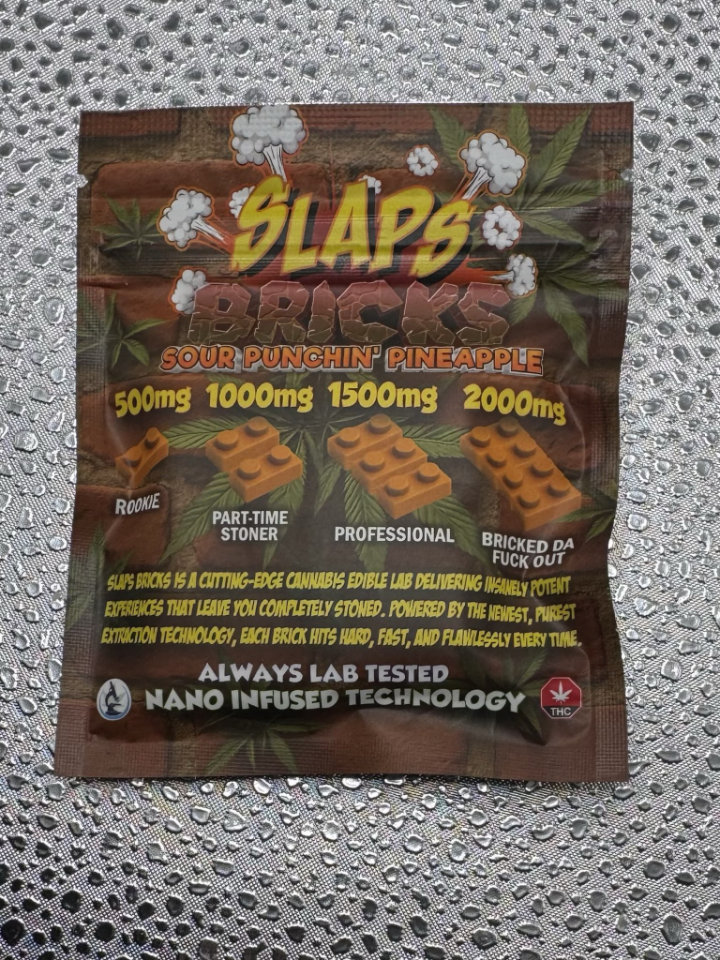 SLAPS
BRICKS
SOUR PUNCHIN' PINEAPPLE
500mg 1000mg 1500mg 2000mg
ROOKIE
PART-TIME
STONER
PROFESSIONAL
BRICKED DA
FUCK OUT
SLAPS BRICKS IS A CUTTING-EDGE CANNABIS EDIBLE LAB DELIVERING INSANELY POTENT
EXPERIENCES THAT LEAVE YOU COMPLETELY STONED. POWERED BY THE NEWEST, PUREST
EXTRACTION TECHNOLOGY, EACH BRICK HITS HARD, FAST, AND FLAWLESSLY EVERY TIME.
ALWAYS LAB TESTED
NANO INFUSED TECHNOLOGY
THC